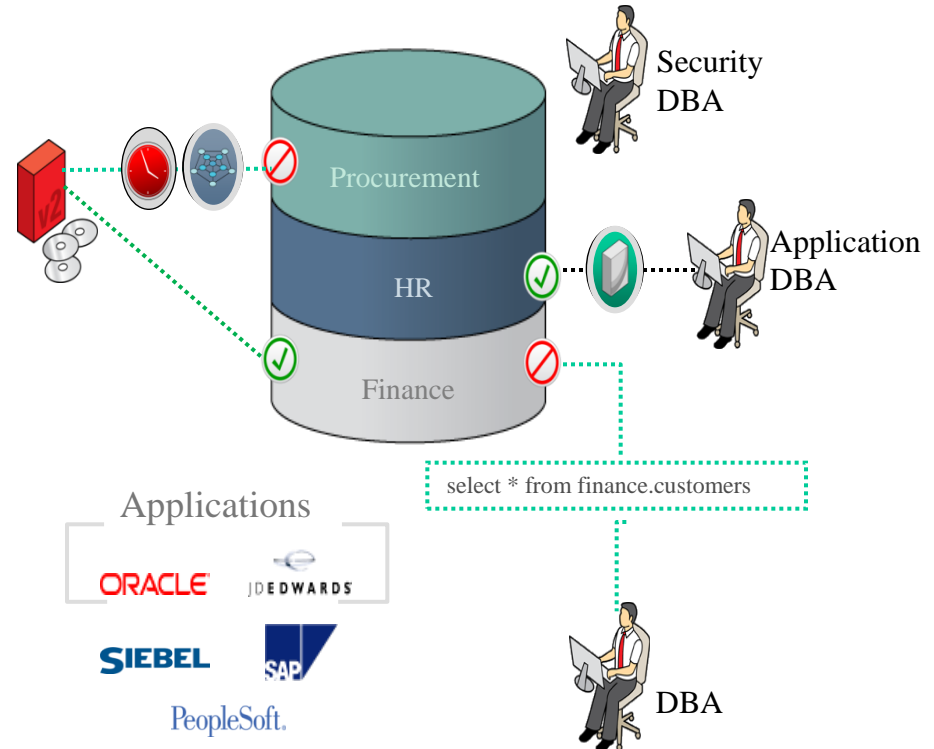 Security
DBA
Procurement
v2
Application
DBA
HR
Finance
select * from finance.customers
Applications
ORACLE
JDEDWARDS
SIEBEL
SAP
PeopleSoft.
DBA